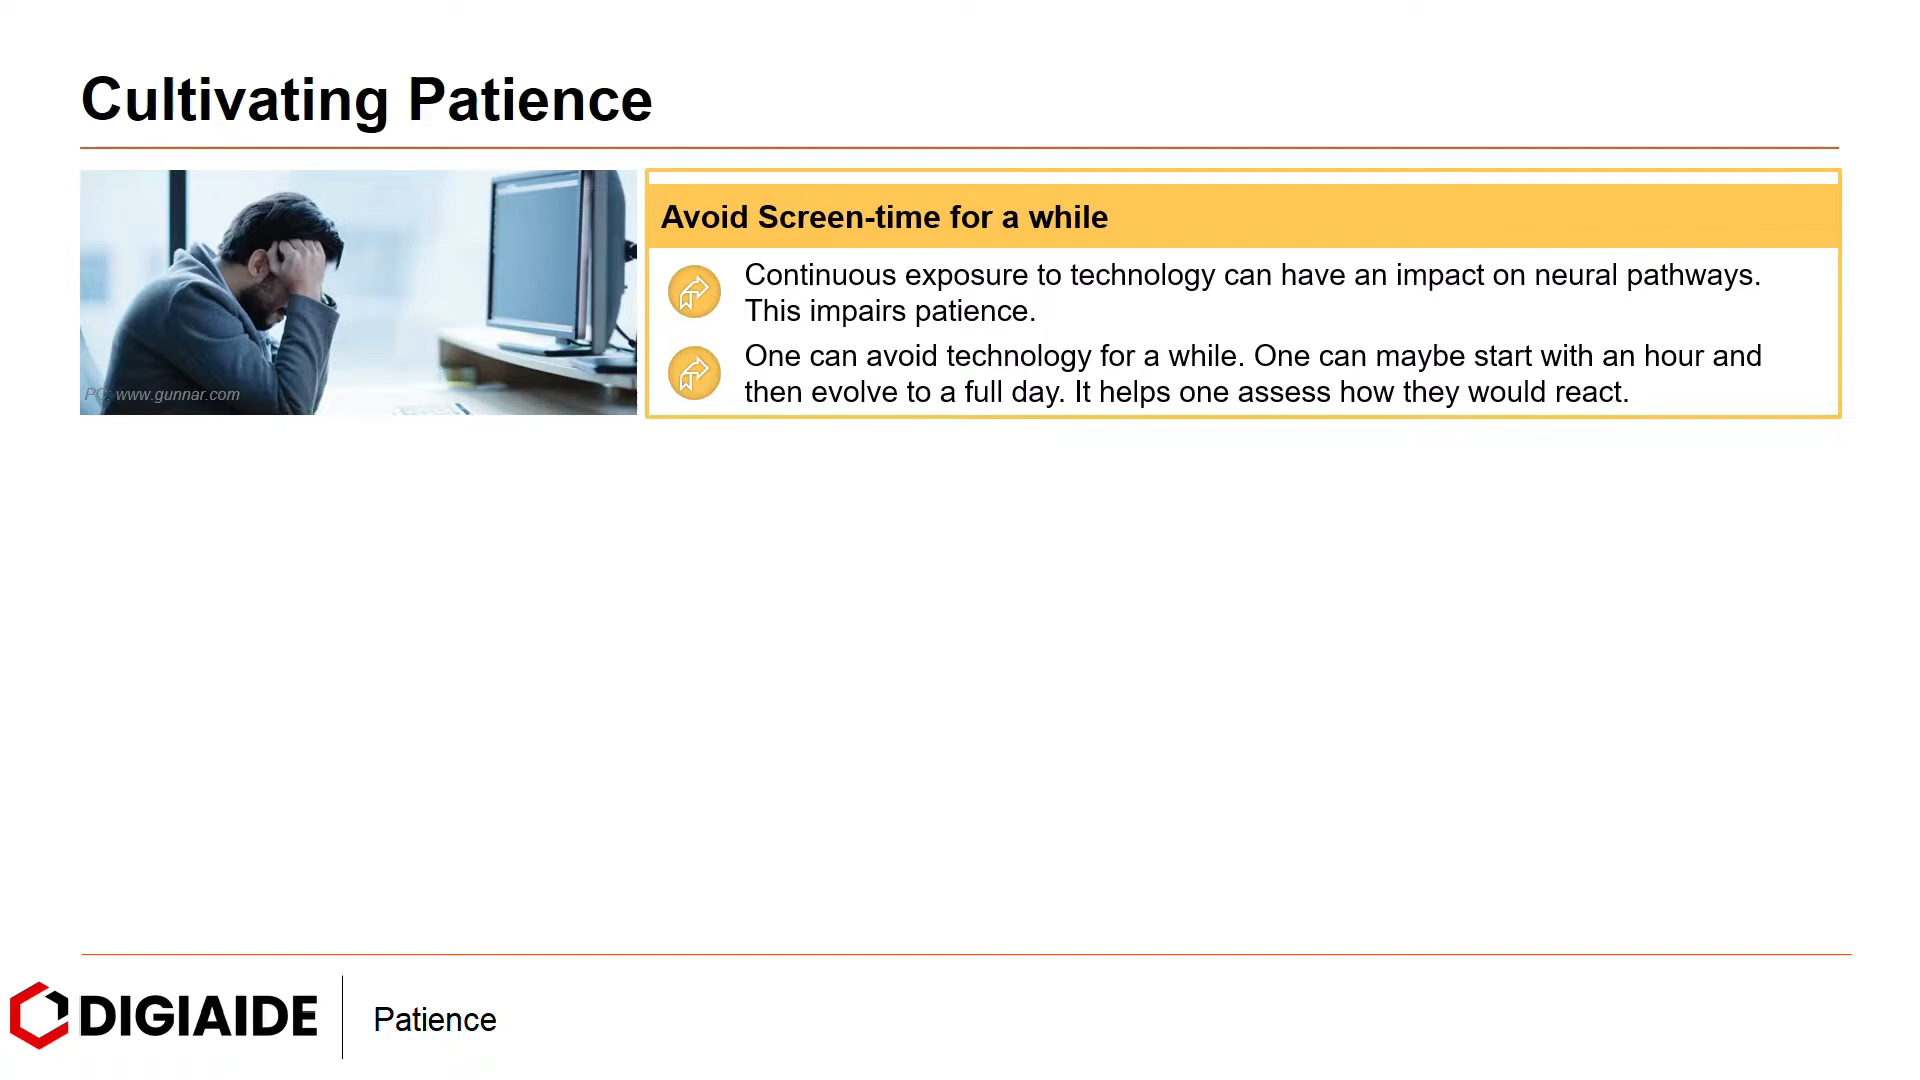 Cultivating Patience
PC: www.gunnar.com
Avoid Screen-time for a while
Continuous exposure to technology can have an impact on neural pathways.
This impairs patience.
One can avoid technology for a while. One can maybe start with an hour and
then evolve to a full day. It helps one assess how they would react.
DIGIAIDE
Patience